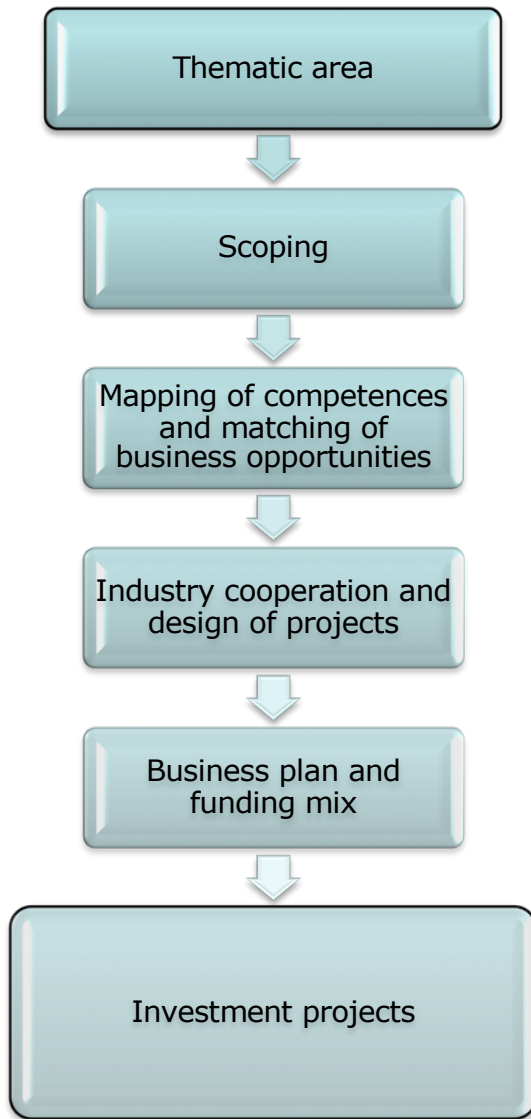 Thematic area
Scoping
Mapping of competences
and matching of
business opportunities
Industry cooperation and
design of projects
Business plan and
funding mix
Investment projects